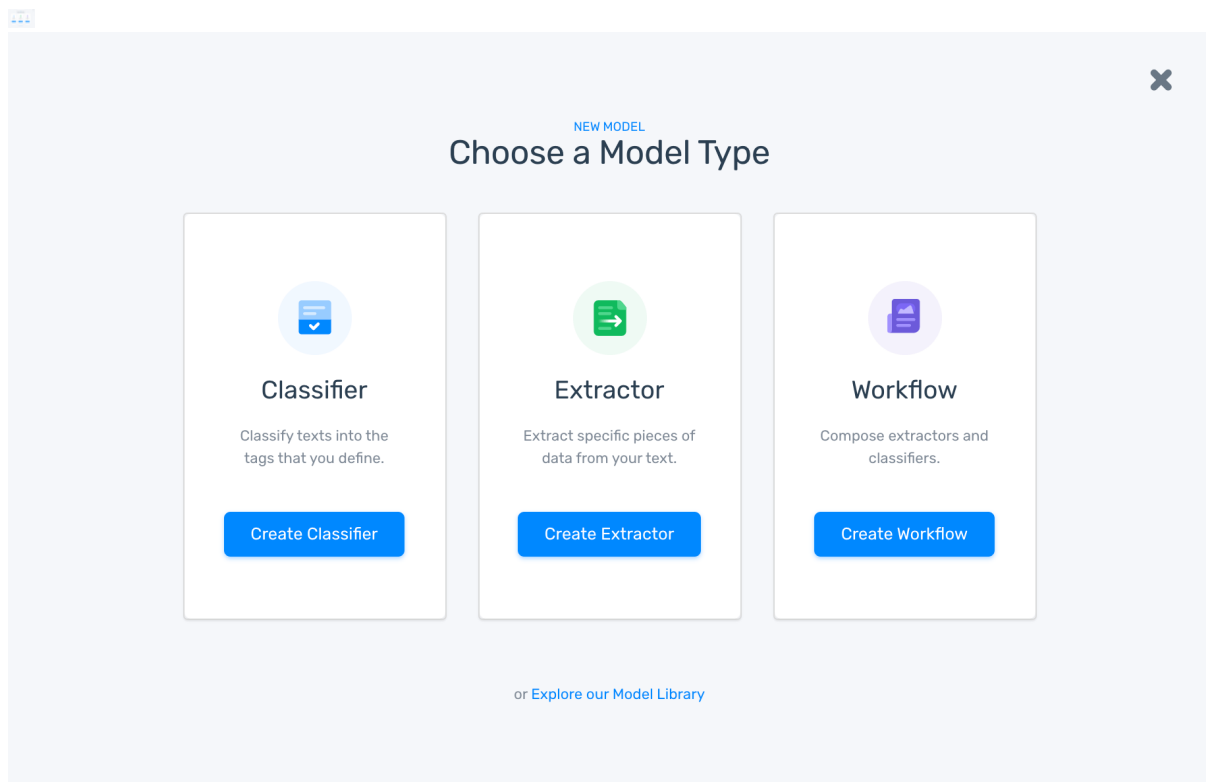 NEW MODEL
Choose a Model Type
Classifier
Classify texts into the
tags that you define.
Create Classifier
Extractor
Extract specific pieces of
data from your text.
Create Extractor
Workflow
Compose extractors and
classifiers.
Create Workflow
or Explore our Model Library